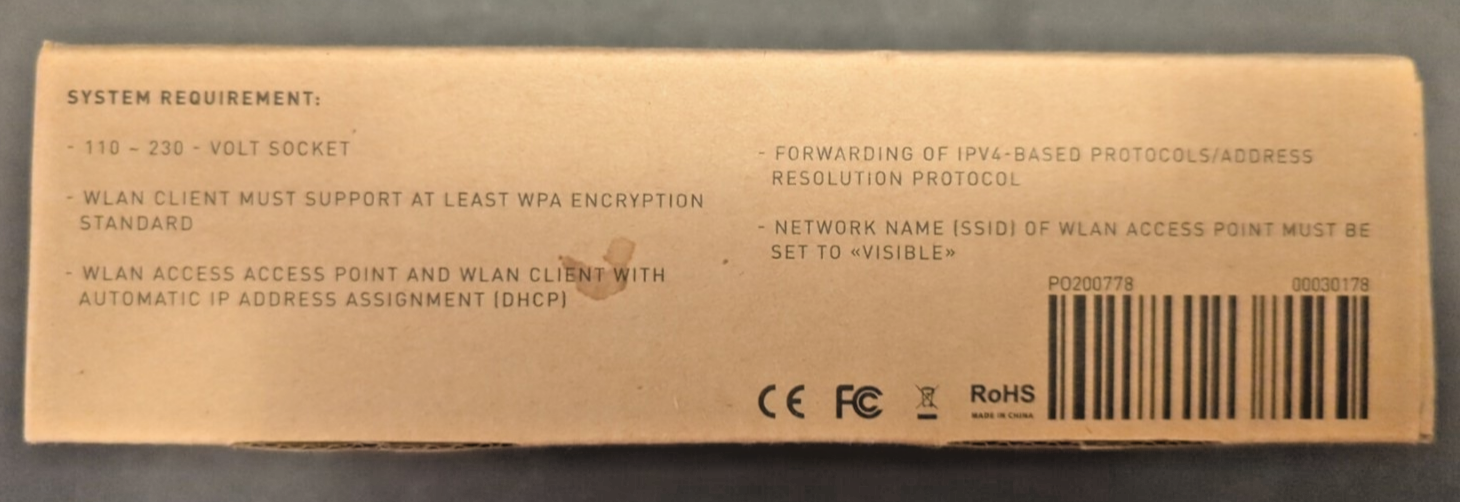 SYSTEM REQUIREMENT:
- 110 ~ 230 - VOLT SOCKET
- WLAN CLIENT MUST SUPPORT AT LEAST WPA ENCRYPTION
STANDARD
- WLAN ACCESS ACCESS POINT AND WLAN CLIENT WITH
AUTOMATIC IP ADDRESS ASSIGNMENT (DHCP)
- FORWARDING OF IPV4-BASED PROTOCOLS/ADDRESS
RESOLUTION PROTOCOL
- NETWORK NAME (SSID) OF WLAN ACCESS POINT MUST BE
SET TO «VISIBLE»
PO200778 00030178
CE FC RoHS
MADE IN CHINA